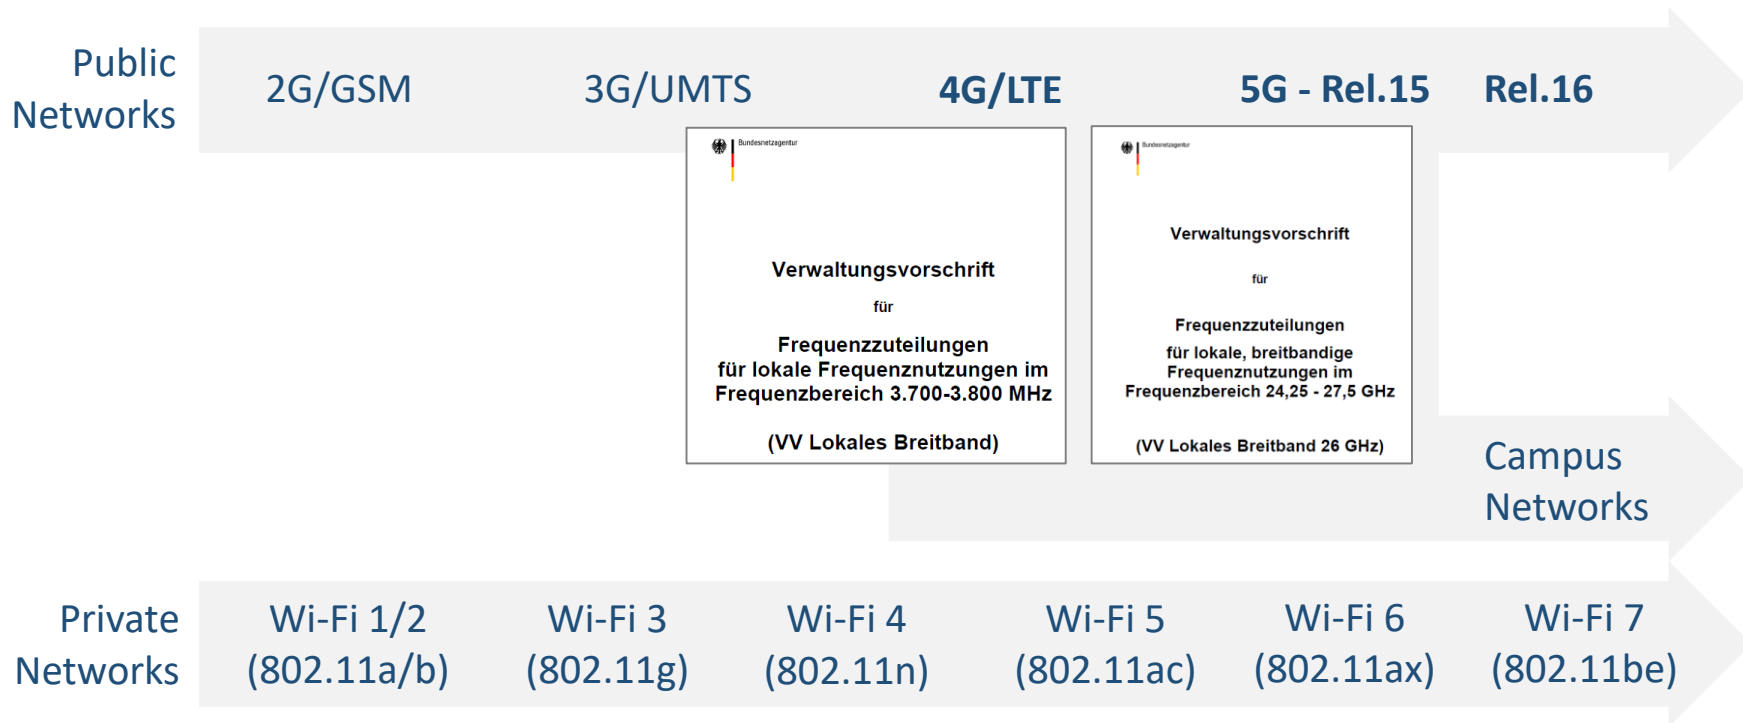 Public
Networks
2G/GSM
3G/UMTS
4G/LTE
5G - Rel.15
Rel.16
Bundesnetzagentur
Verwaltungsvorschrift
für
Frequenzzuteilungen
für lokale Frequenznutzungen im
Frequenzbereich 3.700-3.800 MHz
(VV Lokales Breitband)
Bundesnetzagentur
Verwaltungsvorschrift
für
Frequenzzuteilungen
für lokale, breitbandige
Frequenznutzungen im
Frequenzbereich 24,25 - 27,5 GHz
(VV Lokales Breitband 26 GHz)
Campus
Networks
Private
Networks
Wi-Fi 1/2
(802.11a/b)
Wi-Fi 3
(802.11g)
Wi-Fi 4
(802.11n)
Wi-Fi 5
(802.11ac)
Wi-Fi 6
(802.11ax)
Wi-Fi 7
(802.11be)